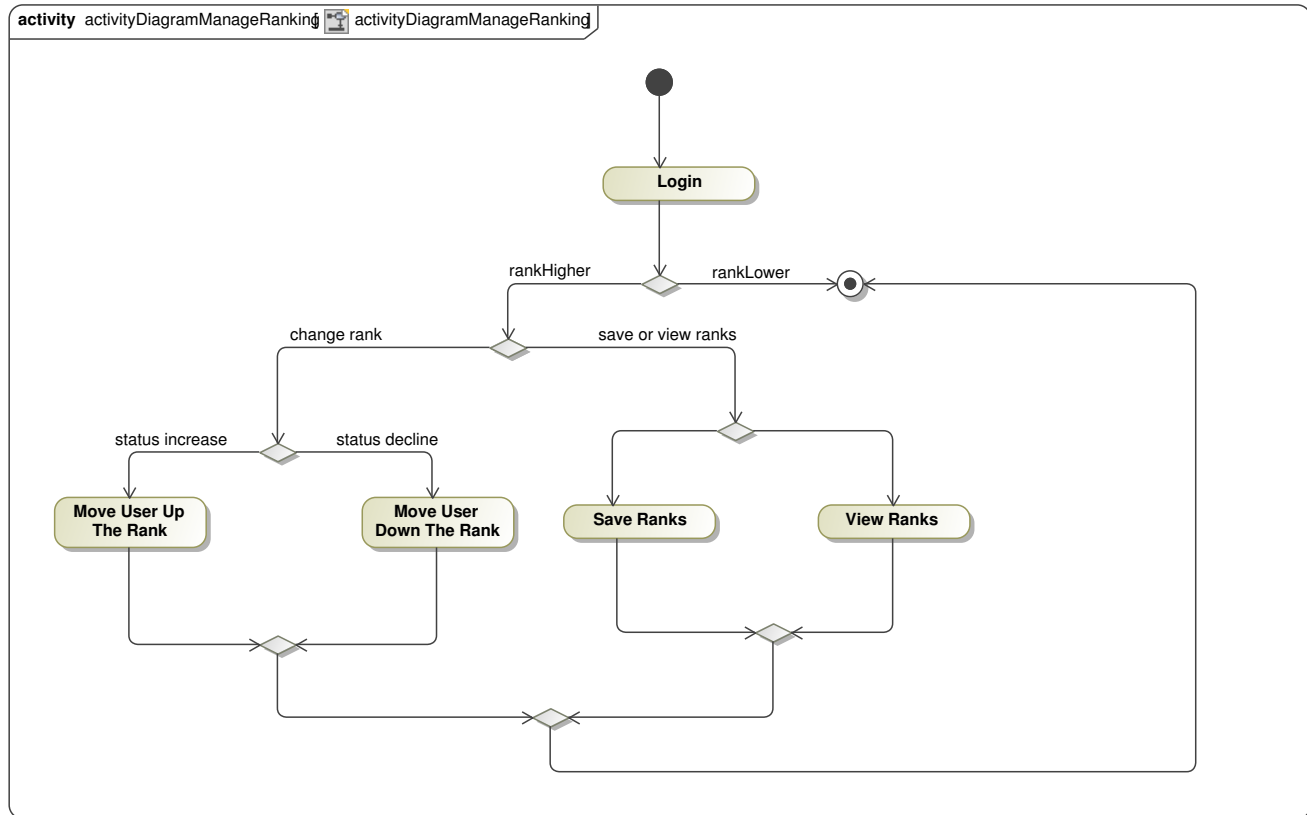 activity activityDiagramManageRanking[ activityDiagramManageRanking]
Login
rankHigher
rankLower
change rank
save or view ranks
status increase
status decline
Move User Up
The Rank
Move User
Down The Rank
Save Ranks
View Ranks